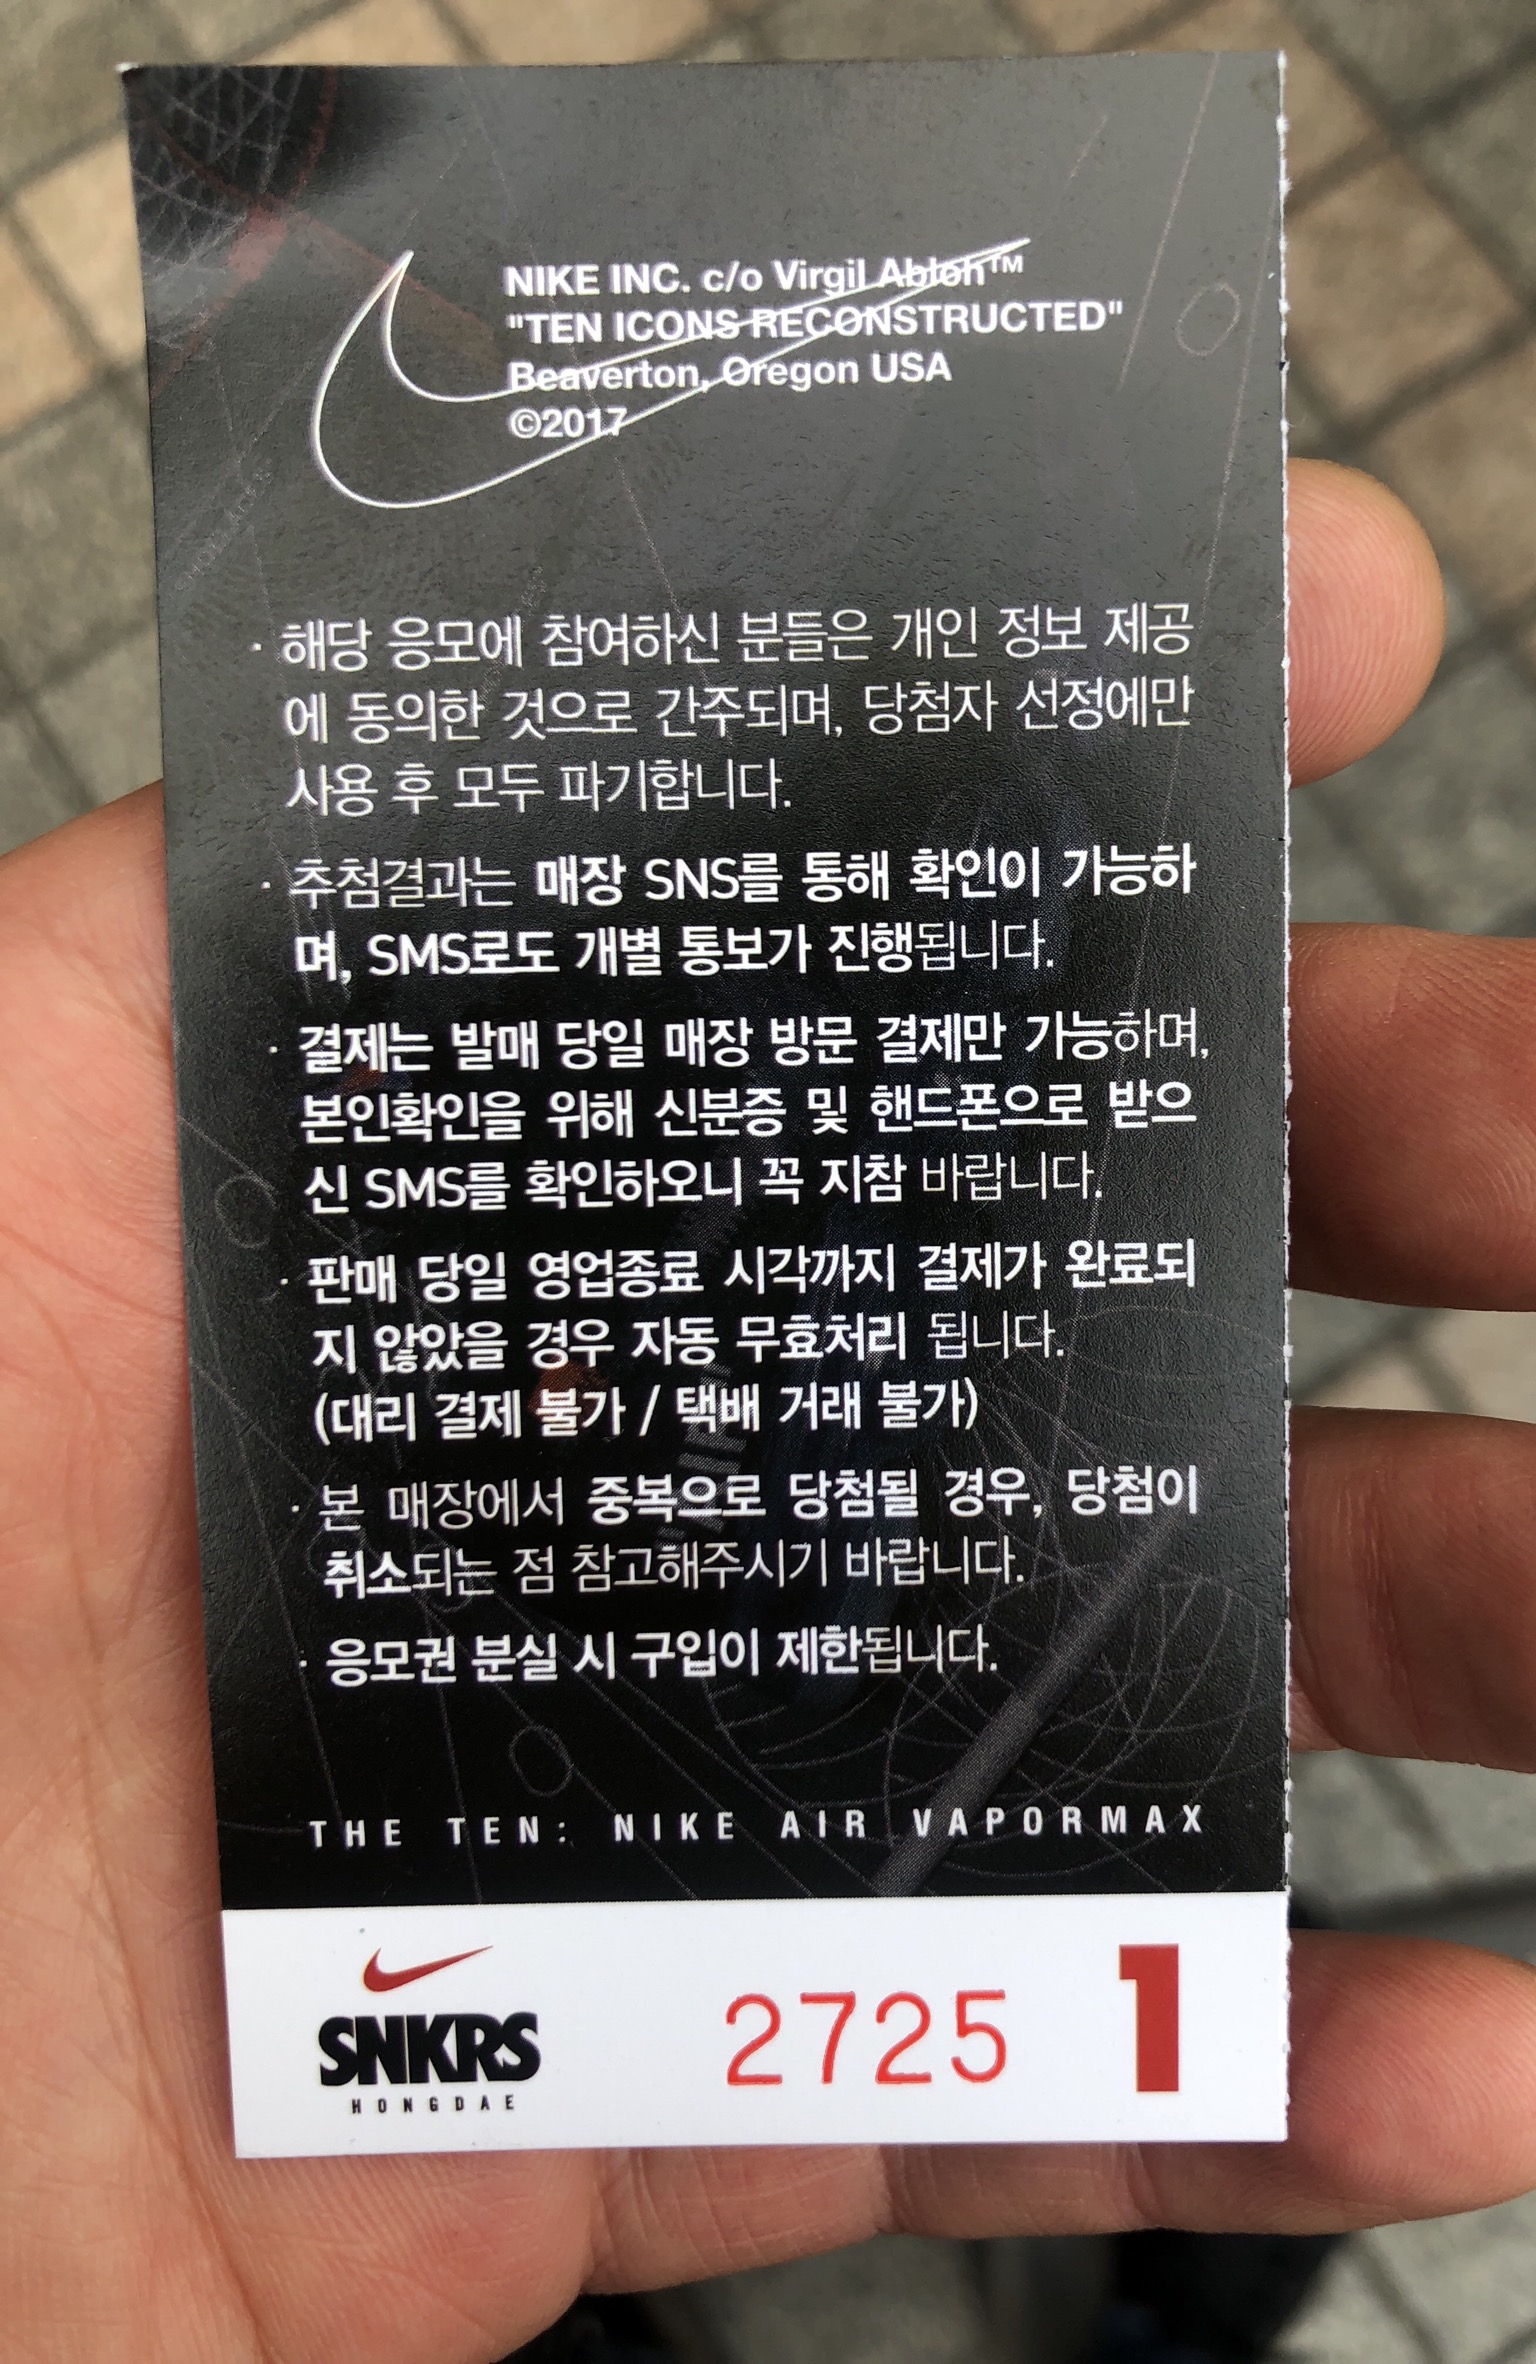 NIKE INC. c/o Virgil Abloh™
"TEN ICONS RECONSTRUCTED"
Beaverton, Oregon USA
©2017
· 해당 응모에 참여하신 분들은 개인 정보 제공
에 동의한 것으로 간주되며, 당첨자 선정에만
사용 후 모두 파기합니다.
· 추첨결과는 매장 SNS를 통해 확인이 가능하
며, SMS로도 개별 통보가 진행됩니다.
· 결제는 발매 당일 매장 방문 결제만 가능하며,
본인확인을 위해 신분증 및 핸드폰으로 받으
신 SMS를 확인하오니 꼭 지참 바랍니다.
· 판매 당일 영업종료 시각까지 결제가 완료되
지 않았을 경우 자동 무효처리 됩니다.
(대리 결제 불가 / 택배 거래 불가)
· 본 매장에서 중복으로 당첨될 경우, 당첨이
취소되는 점 참고해주시기 바랍니다.
· 응모권 분실 시 구입이 제한됩니다.
THE TEN: NIKE AIR VAPORMAX
SNKRS
HONGDAE
2725 1